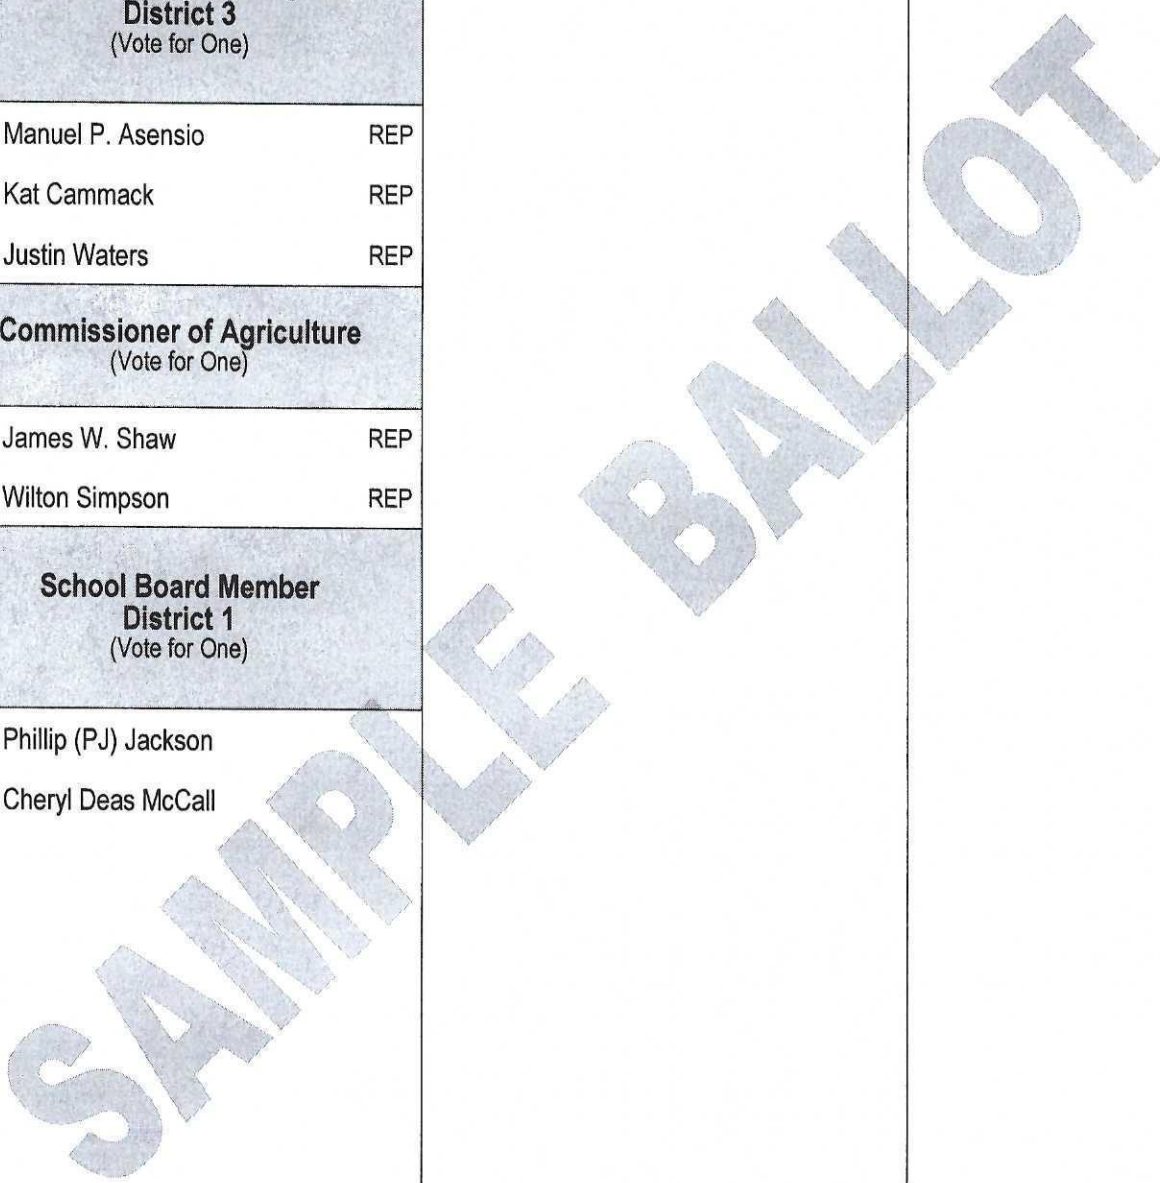 District 3
(Vote for One)
Manuel P. Asensio REP
Kat Cammack REP
Justin Waters REP
Commissioner of Agriculture
(Vote for One)
James W. Shaw REP
Wilton Simpson REP
School Board Member
District 1
(Vote for One)
Phillip (PJ) Jackson
Cheryl Deas McCall
SAMPLE BALLOT